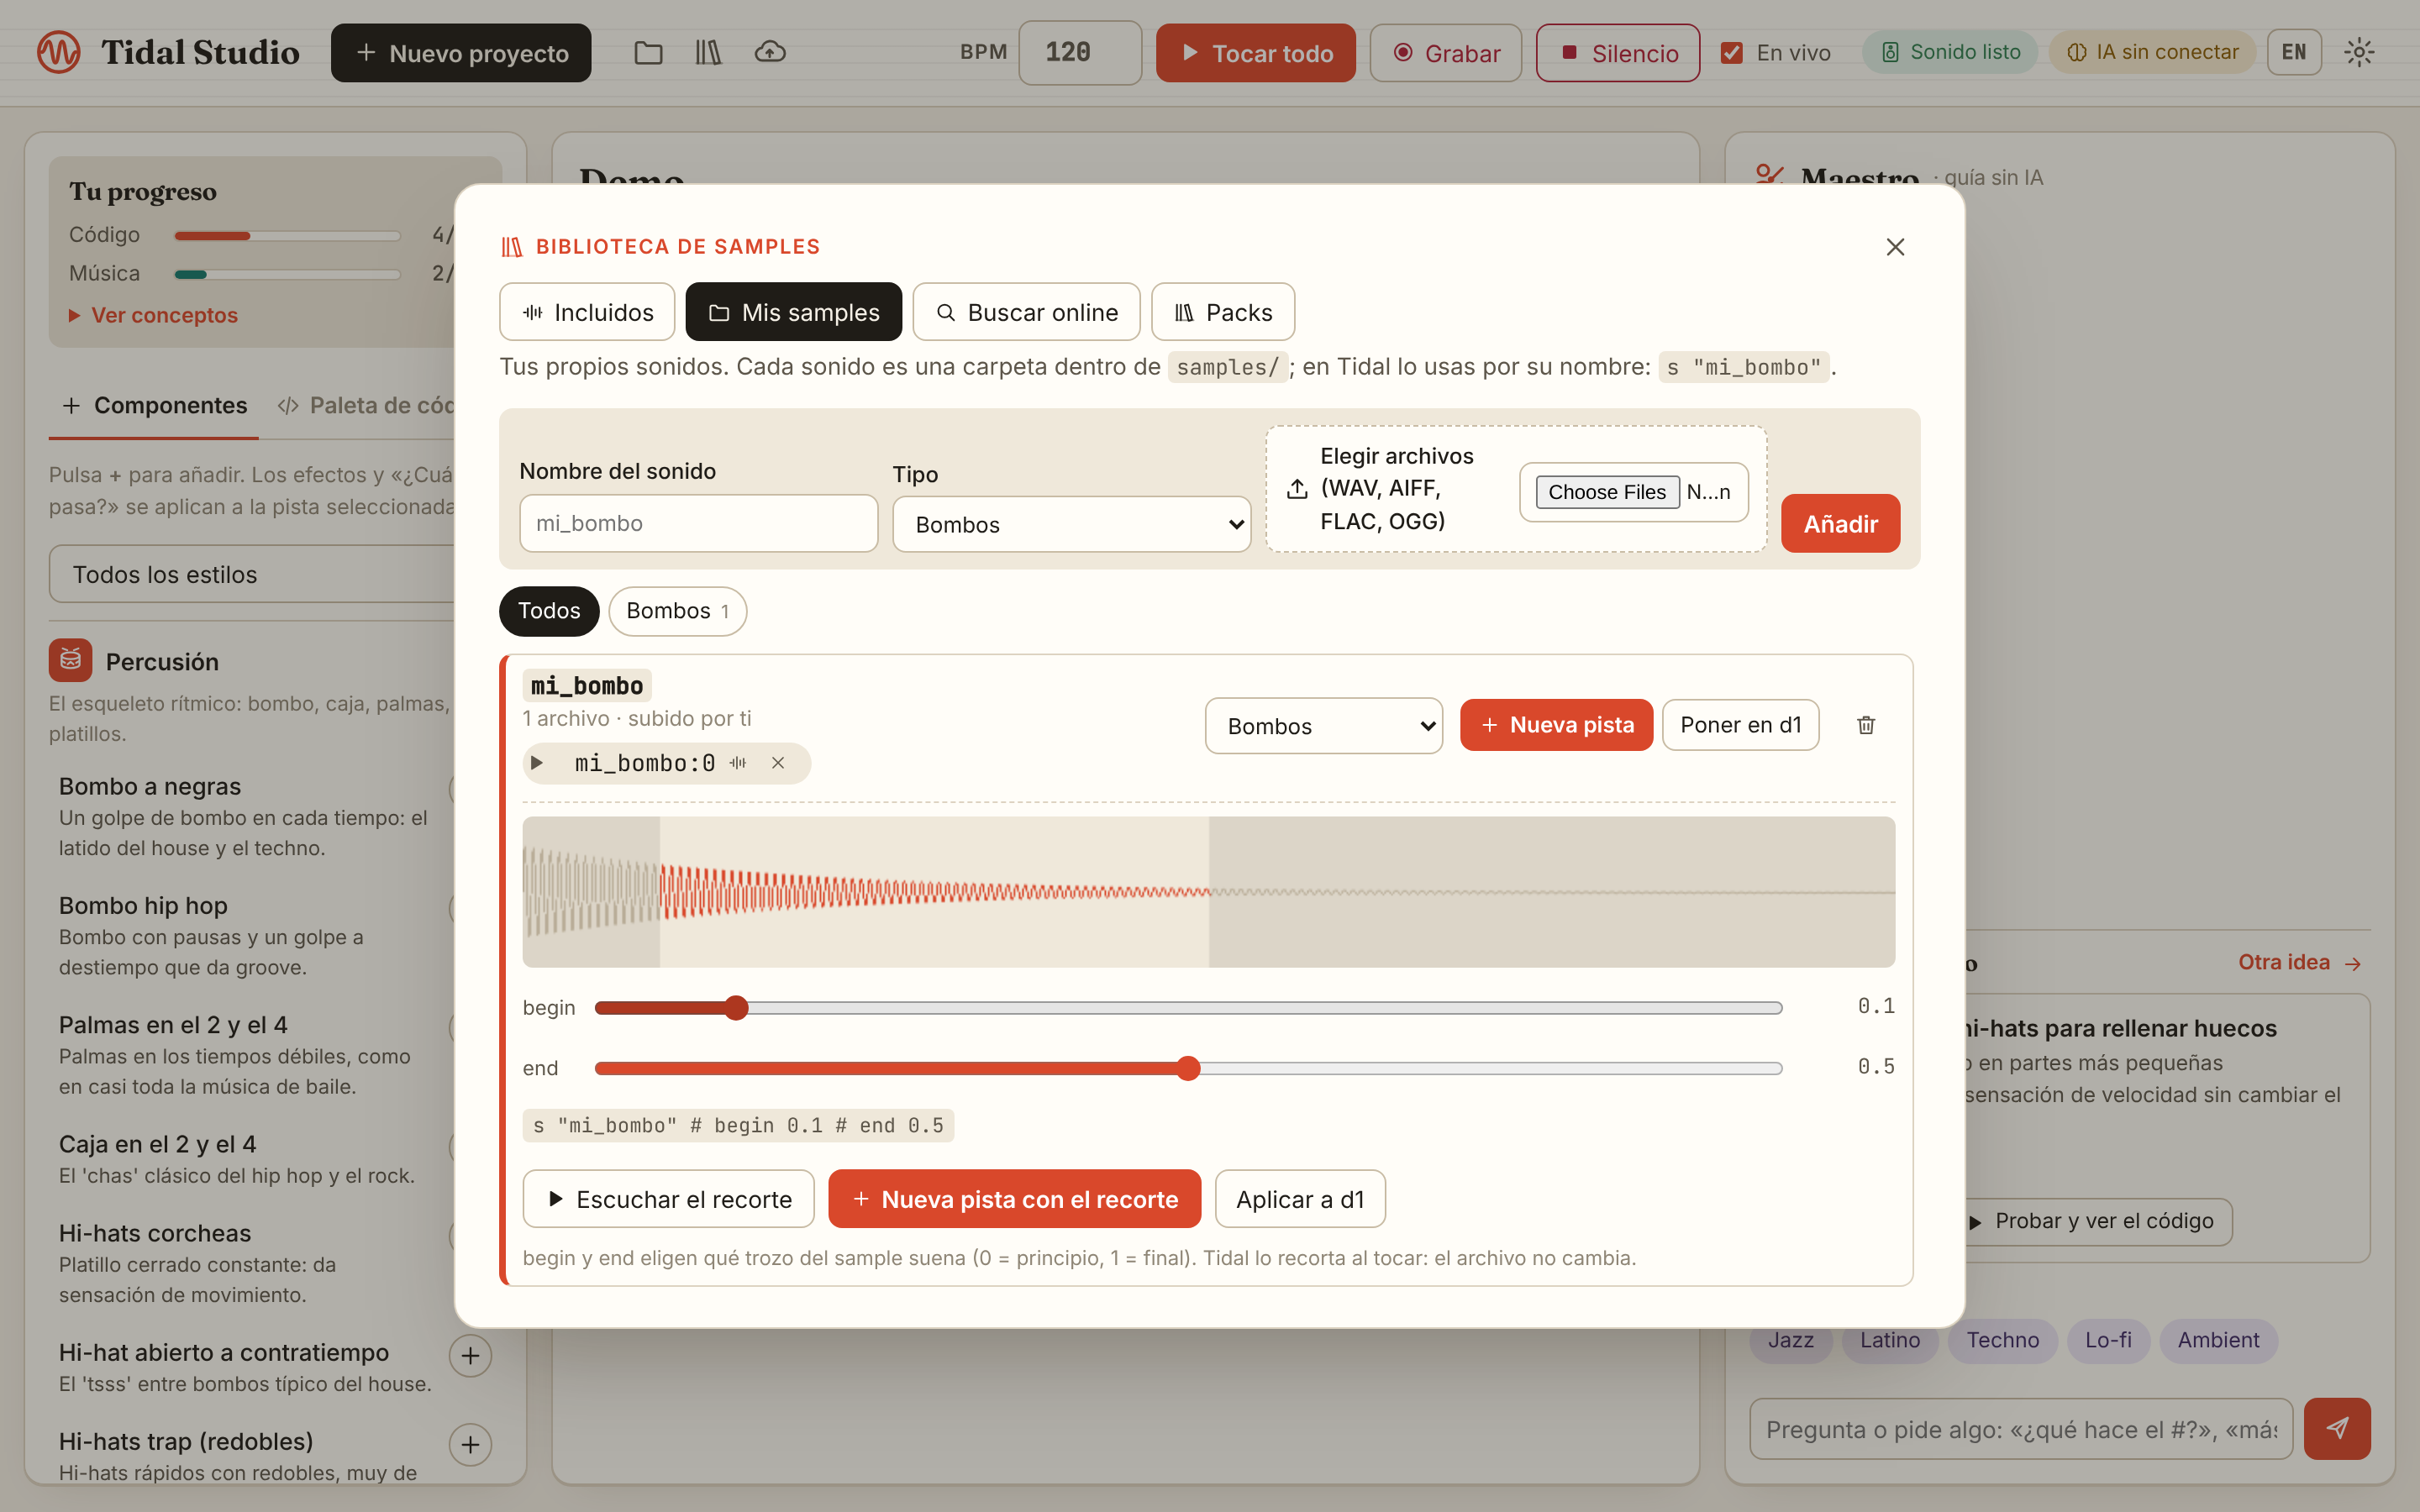 Tidal Studio
Nuevo proyecto
BPM
120
Tocar todo
Grabar
Silencio
En vivo
Sonido listo
IA sin conectar
EN
Tu progreso
Código 4/
Música 2/
Ver conceptos
Componentes
Paleta de cód
Pulsa + para añadir. Los efectos y «¿Cuá
pasa?» se aplican a la pista seleccionada
Todos los estilos
Percusión
El esqueleto rítmico: bombo, caja, palmas,
platillos.
Bombo a negras
Un golpe de bombo en cada tiempo: el
latido del house y el techno.
Bombo hip hop
Bombo con pausas y un golpe a
destiempo que da groove.
Palmas en el 2 y el 4
Palmas en los tiempos débiles, como
en casi toda la música de baile.
Caja en el 2 y el 4
El 'chas' clásico del hip hop y el rock.
Hi-hats corcheas
Platillo cerrado constante: da
sensación de movimiento.
Hi-hat abierto a contratiempo
El 'tsss' entre bombos típico del house.
Hi-hats trap (redobles)
Hi-hats rápidos con redobles, muy de
Demo
BIBLIOTECA DE SAMPLES
Incluidos
Mis samples
Buscar online
Packs
Tus propios sonidos. Cada sonido es una carpeta dentro de samples/; en Tidal lo usas por su nombre: s "mi_bombo".
Nombre del sonido
mi_bombo
Tipo
Bombos
Elegir archivos
(WAV, AIFF,
FLAC, OGG)
Choose Files N...n
Añadir
Todos
Bombos 1
mi_bombo
1 archivo · subido por ti
mi_bombo:0
Bombos
Nueva pista
Poner en d1
begin 0.1
end 0.5
s "mi_bombo" # begin 0.1 # end 0.5
Escuchar el recorte
Nueva pista con el recorte
Aplicar a d1
begin y end eligen qué trozo del sample suena (0 = principio, 1 = final). Tidal lo recorta al tocar: el archivo no cambia.
Maestro · guía sin IA
o
Otra idea →
hi-hats para rellenar huecos
o en partes más pequeñas
sensación de velocidad sin cambiar el
Probar y ver el código
Jazz
Latino
Techno
Lo-fi
Ambient
Pregunta o pide algo: «¿qué hace el #?», «más